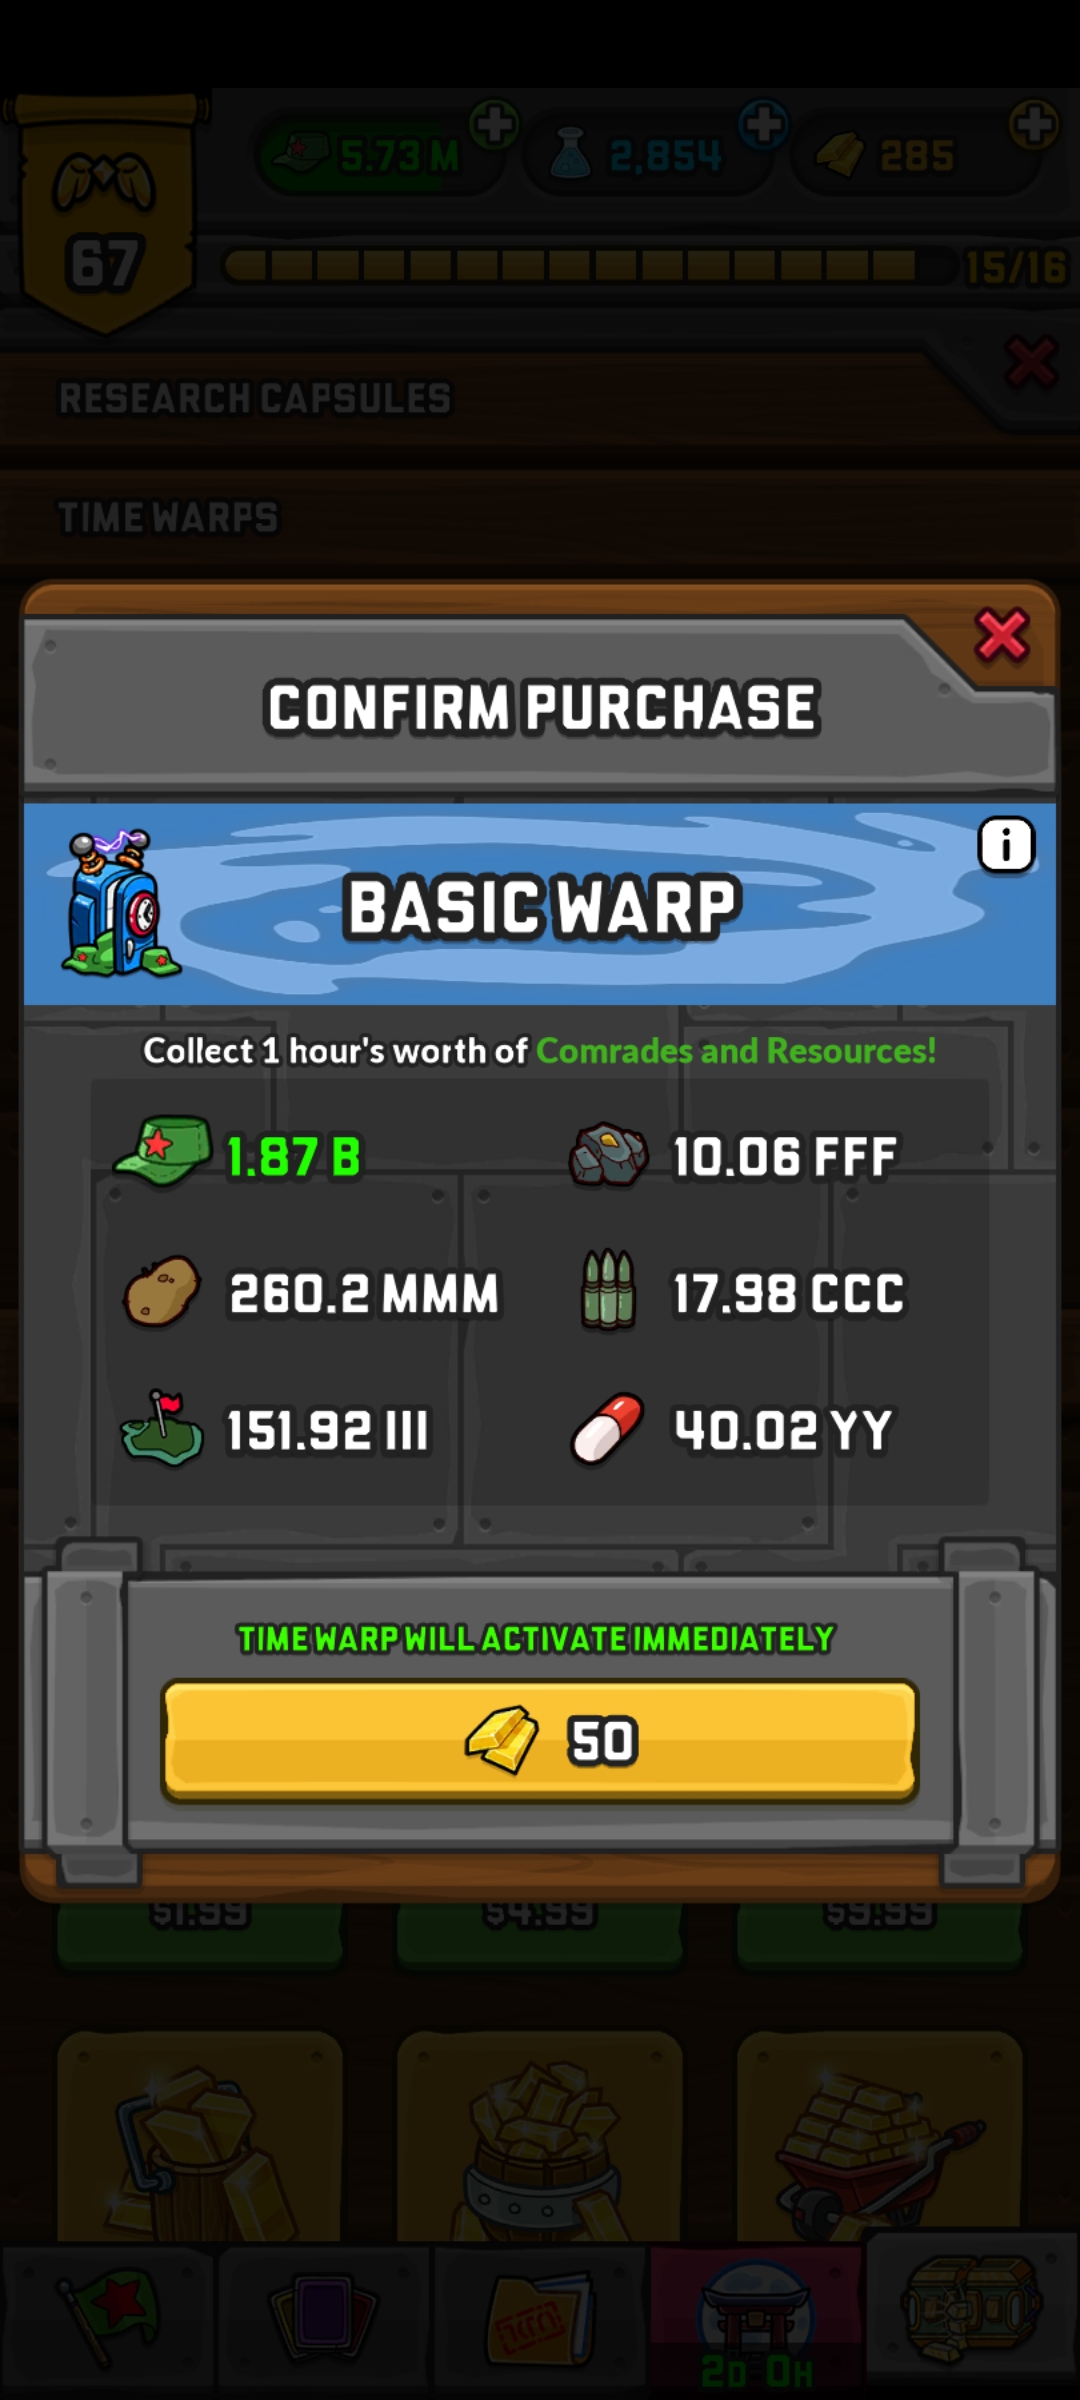 5.73 M
2,854
285
67
15/16
RESEARCH CAPSULES
TIME WARPS
CONFIRM PURCHASE
BASIC WARP
i
Collect 1 hour's worth of Comrades and Resources!
1.87 B
10.06 FFF
260.2 MMM
17.98 CCC
151.92 III
40.02 YY
TIME WARP WILL ACTIVATE IMMEDIATELY
50
$1.99
$4.99
$9.99
2D 0H